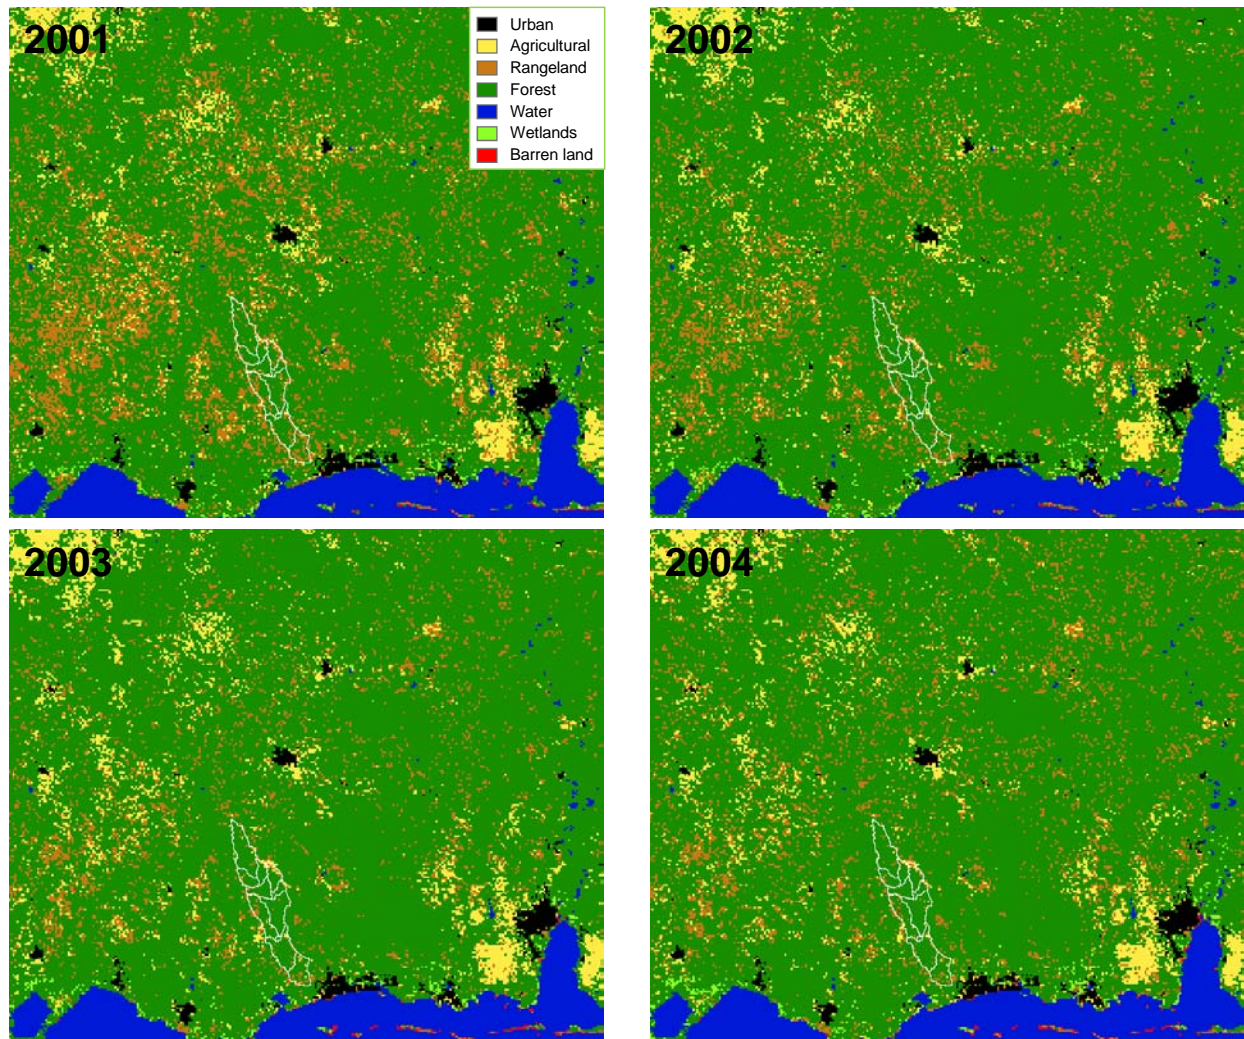 2001
Urban
Agricultural
Rangeland
Forest
Water
Wetlands
Barren land
2002
2003
2004